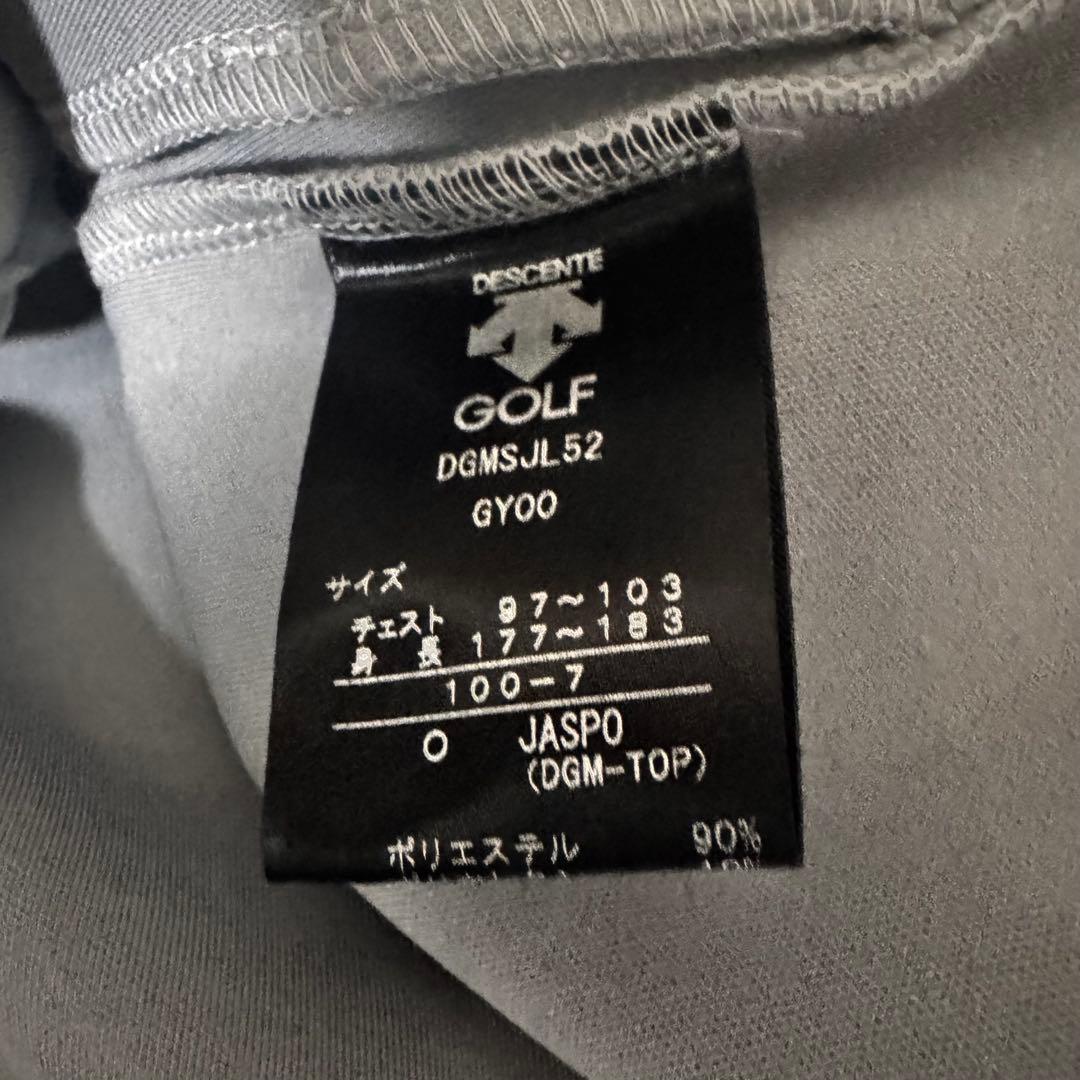 DESCENTE
GOLF
DGMSJL52
GY00
サイズ
チェスト 97~103
身長 177~183
100-7
O JASPO
(DGM-TOP)
ポリエステル 90%